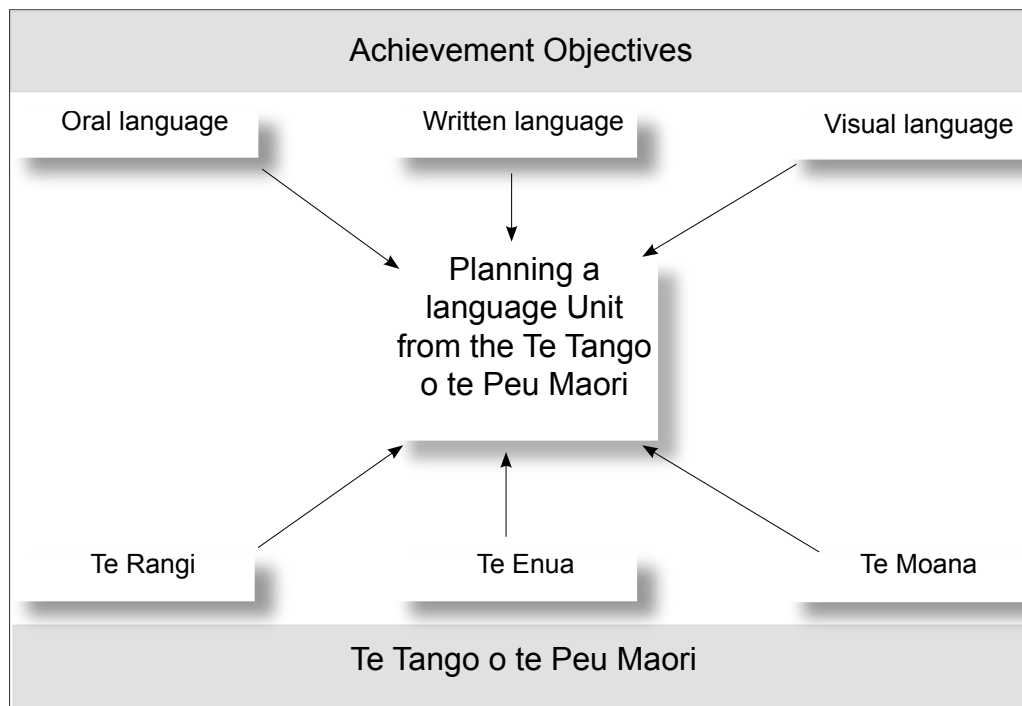 Achievement Objectives
Oral language
Written language
Visual language
Planning a
language Unit
from the Te Tango
o te Peu Maori
Te Rangi
Te Enua
Te Moana
Te Tango o te Peu Maori